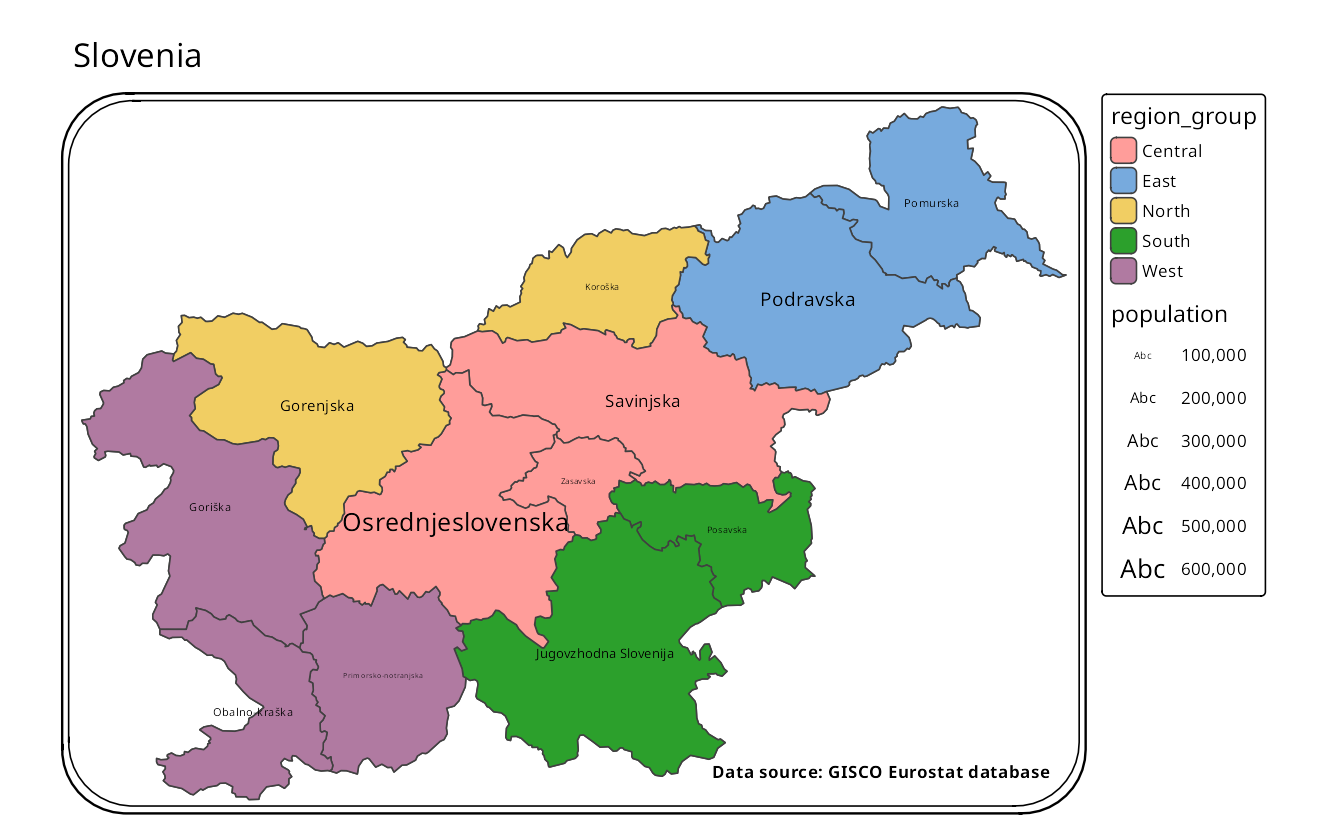 Slovenia
region_group
Central
East
North
South
West
population
Abc 100,000
Abc 200,000
Abc 300,000
Abc 400,000
Abc 500,000
Abc 600,000
Pomurska
Koroška
Podravska
Gorenjska
Savinjska
Zasavska
Goriška
Osrednjeslovenska
Posavska
Jugovzhodna Slovenija
Primorsko-notranjska
Obalno-kraška
Data source: GISCO Eurostat database